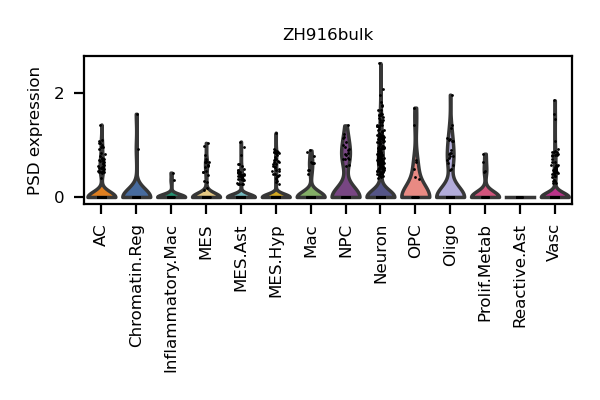 ZH916bulk
PSD expression
2
0
AC
Chromatin.Reg
Inflammatory.Mac
MES
MES.Ast
MES.Hyp
Mac
NPC
Neuron
OPC
Oligo
Prolif.Metab
Reactive.Ast
Vasc